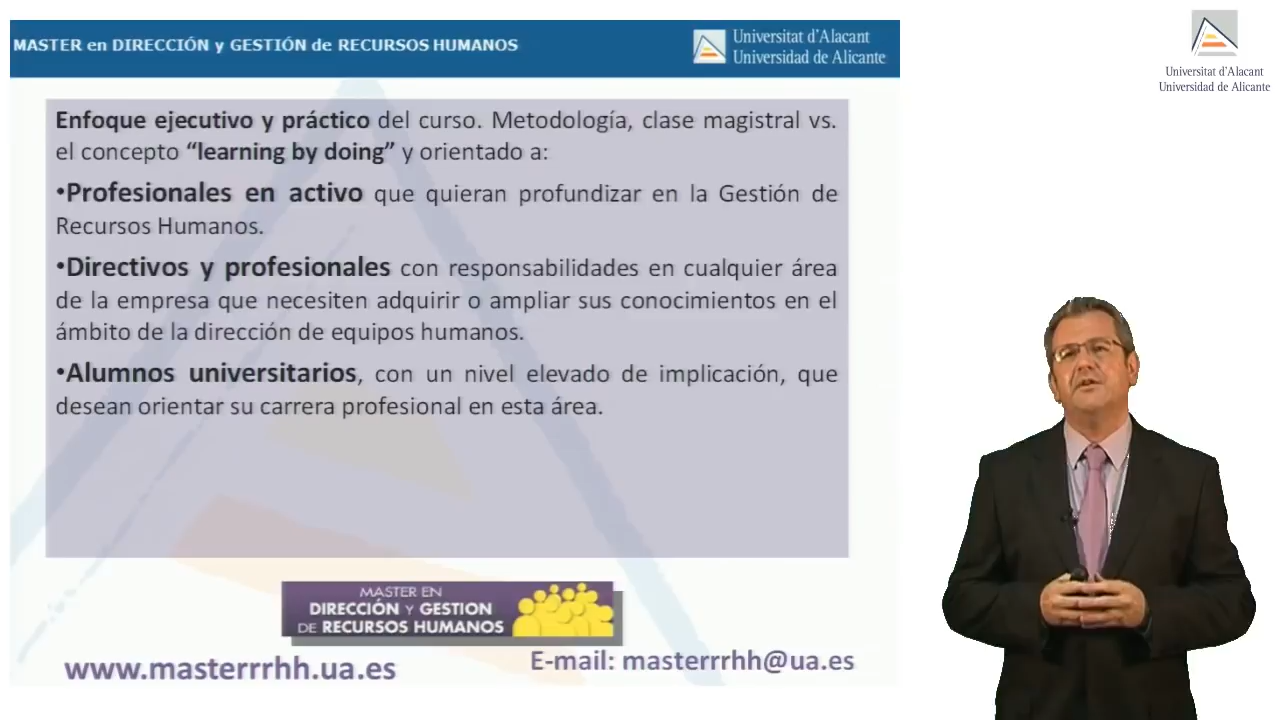 MASTER en DIRECCIÓN y GESTIÓN de RECURSOS HUMANOS
Universitat d'Alacant
Universidad de Alicante
Universitat d'Alacant
Universidad de Alicante
Enfoque ejecutivo y práctico del curso. Metodología, clase magistral vs.
el concepto “learning by doing” y orientado a:
•Profesionales en activo que quieran profundizar en la Gestión de
Recursos Humanos.
•Directivos y profesionales con responsabilidades en cualquier área
de la empresa que necesiten adquirir o ampliar sus conocimientos en el
ámbito de la dirección de equipos humanos.
•Alumnos universitarios, con un nivel elevado de implicación, que
desean orientar su carrera profesional en esta área.
MASTER EN
DIRECCIÓN Y GESTION
DE RECURSOS HUMANOS
www.masterrrhh.ua.es
E-mail: masterrrhh@ua.es